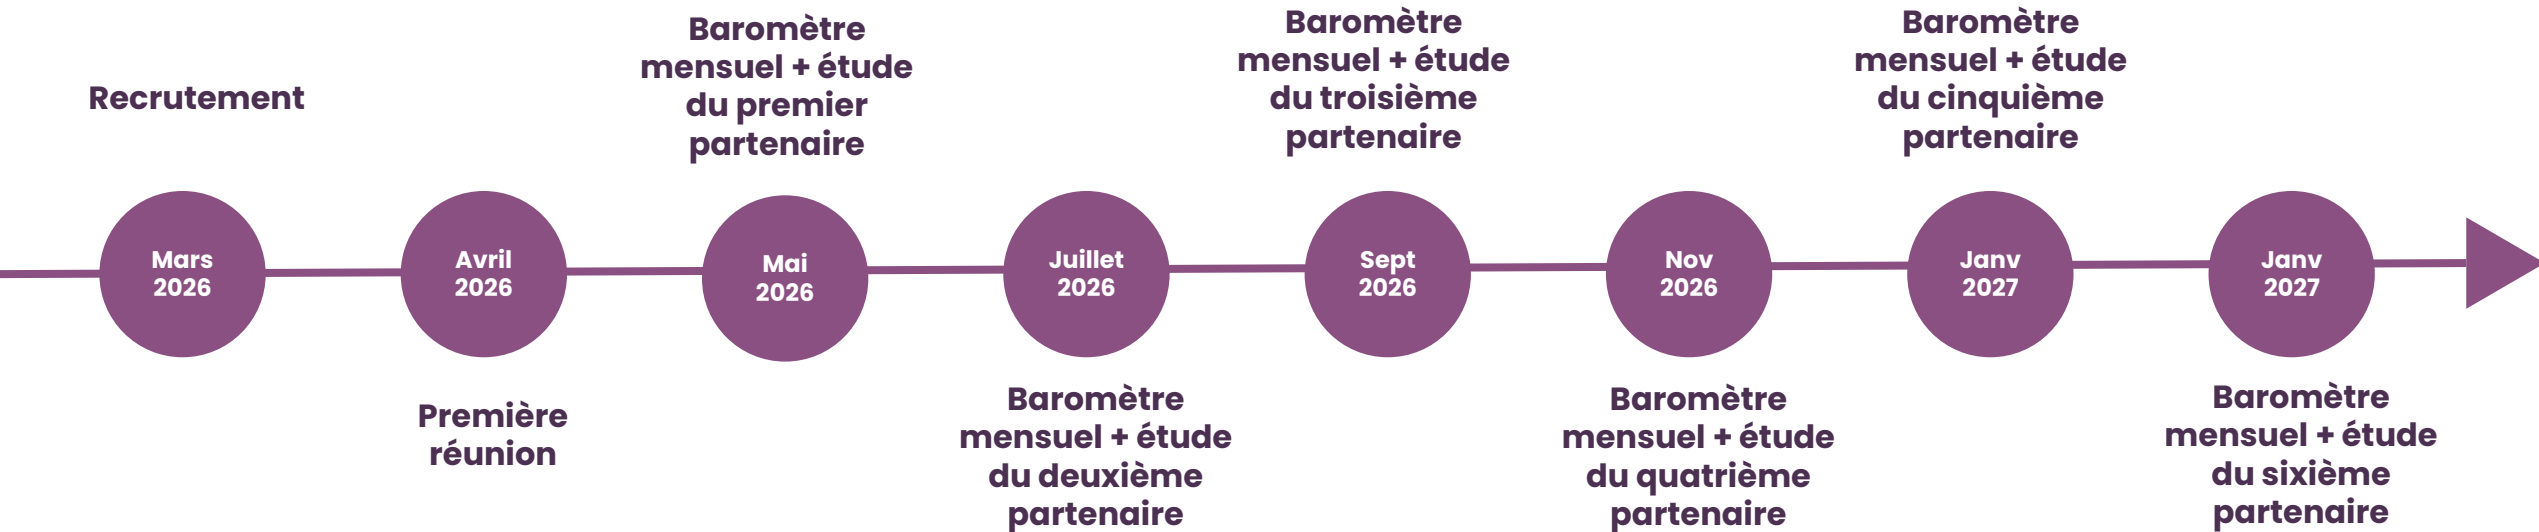 Recrutement
Mars
2026
Avril
2026
Première
réunion
Baromètre
mensuel + étude
du premier
partenaire
Mai
2026
Juillet
2026
Baromètre
mensuel + étude
du deuxième
partenaire
Baromètre
mensuel + étude
du troisième
partenaire
Sept
2026
Nov
2026
Baromètre
mensuel + étude
du quatrième
partenaire
Baromètre
mensuel + étude
du cinquième
partenaire
Janv
2027
Janv
2027
Baromètre
mensuel + étude
du sixième
partenaire